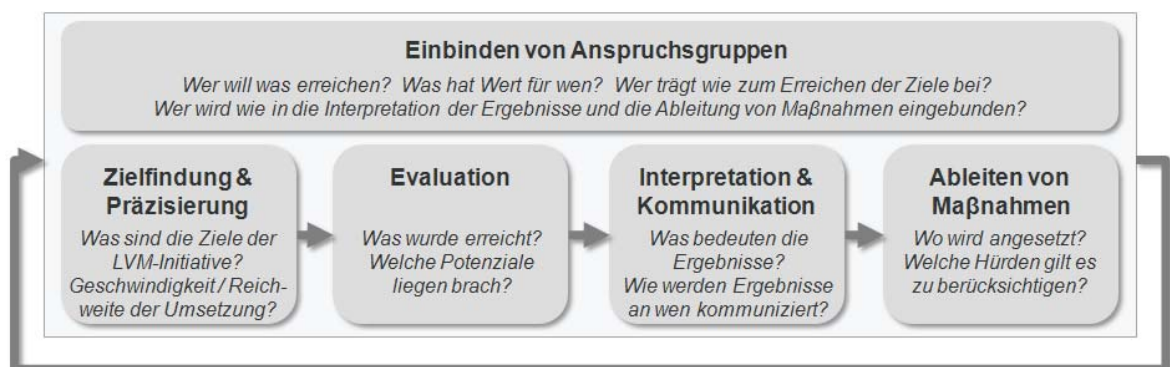 Einbinden von Anspruchsgruppen
Wer will was erreichen? Was hat Wert für wen? Wer trägt wie zum Erreichen der Ziele bei?
Wer wird wie in die Interpretation der Ergebnisse und die Ableitung von Maßnahmen eingebunden?
Zielfindung &
Präzisierung
Was sind die Ziele der
LVM-Initiative?
Geschwindigkeit / Reich-
weite der Umsetzung?
Evaluation
Was wurde erreicht?
Welche Potenziale
liegen brach?
Interpretation &
Kommunikation
Was bedeuten die
Ergebnisse?
Wie werden Ergebnisse
an wen kommuniziert?
Ableiten von
Maßnahmen
Wo wird angesetzt?
Welche Hürden gilt es
zu berücksichtigen?